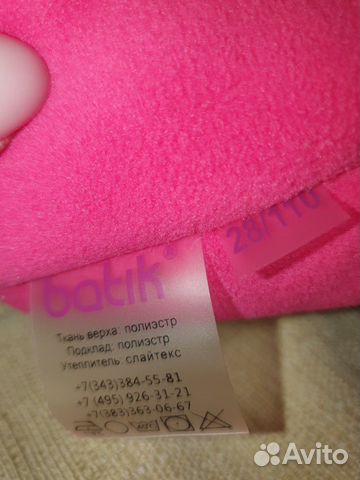 batik®
28/110
Ткань верха: полиэстр
Подклад: полиэстр
Утеплитель: слайтекс
+7(343)384-55-81
+7 (495) 926-31-21
+7(383)363-06-67
Avito